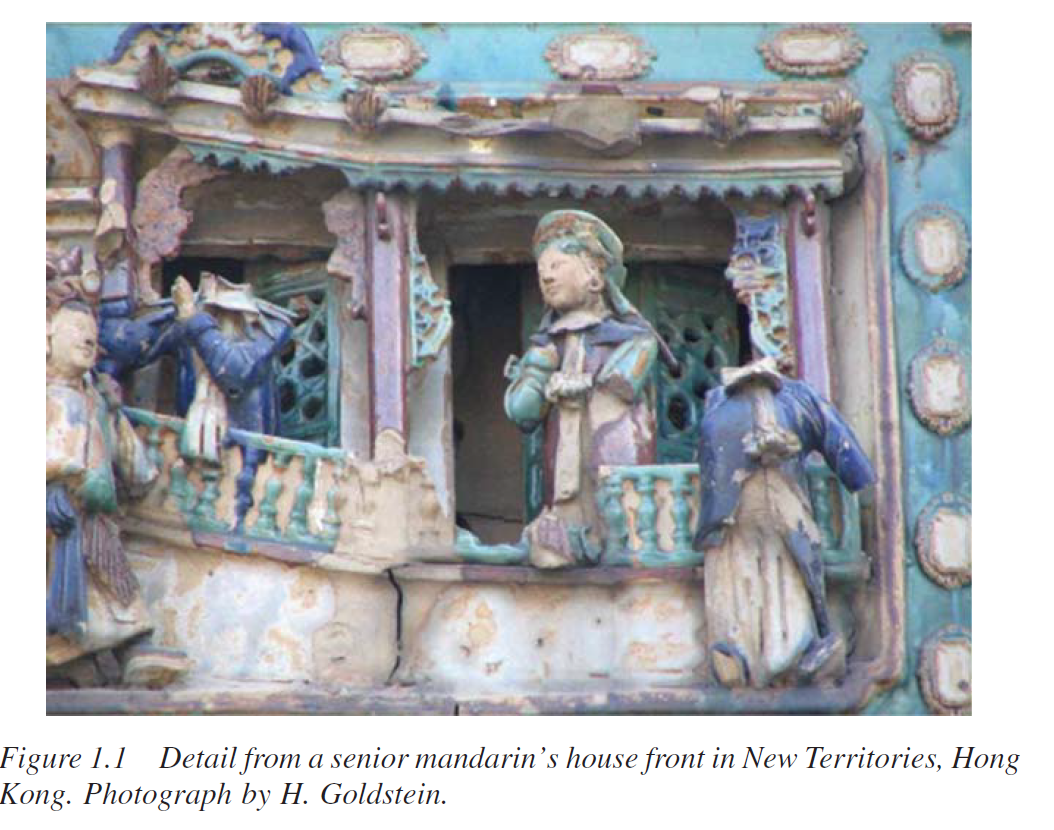 Figure 1.1 Detail from a senior mandarin's house front in New Territories, Hong
Kong. Photograph by H. Goldstein.